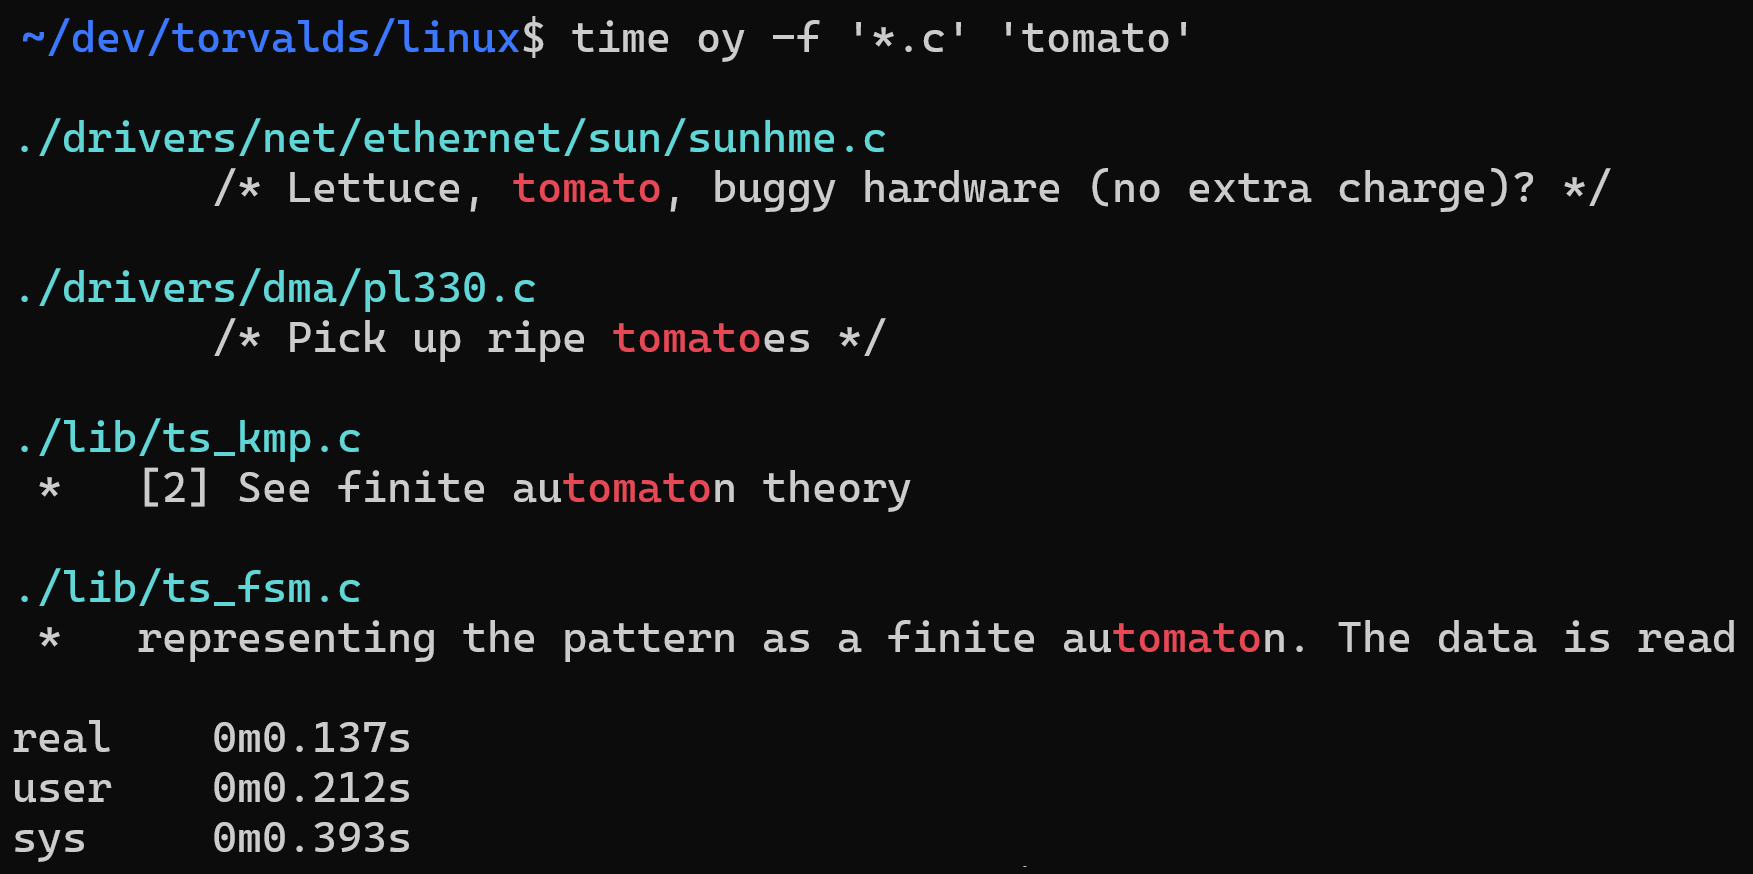 ~/dev/torvalds/linux$ time oy -f '*.c' 'tomato'
./drivers/net/ethernet/sun/sunhme.c
/* Lettuce, tomato, buggy hardware (no extra charge)? */
./drivers/dma/pl330.c
/* Pick up ripe tomatoes */
./lib/ts_kmp.c
* [2] See finite automaton theory
./lib/ts_fsm.c
* representing the pattern as a finite automaton. The data is read
real 0m0.137s
user 0m0.212s
sys 0m0.393s